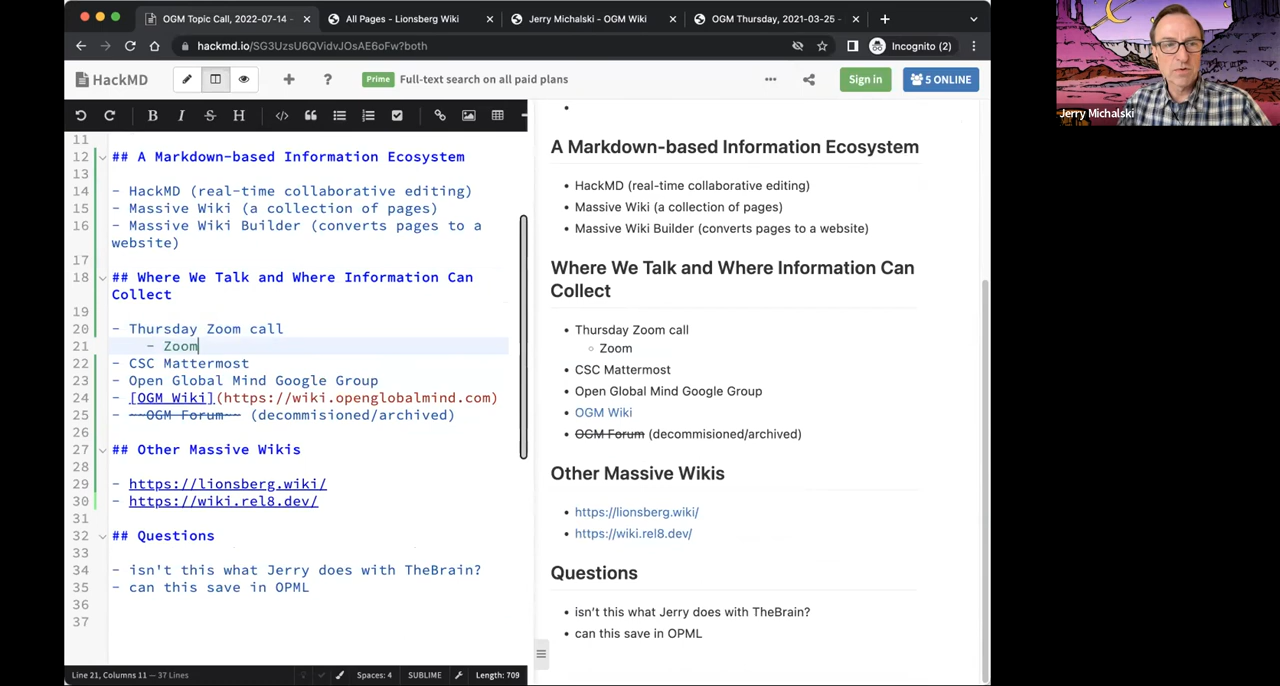 OGM Topic Call, 2022-07-14 -
All Pages - Lionsberg Wiki
Jerry Michalski - OGM Wiki
OGM Thursday, 2021-03-25 -
hackmd.io/SG3UzsU6QVidvJOsAE6oFw?both
Incognito (2)
HackMD
Prime Full-text search on all paid plans
Sign in
5 ONLINE
Jerry Michalski
11
12 ## A Markdown-based Information Ecosystem
13
14 - HackMD (real-time collaborative editing)
15 - Massive Wiki (a collection of pages)
16 - Massive Wiki Builder (converts pages to a
website)
17
18 ## Where We Talk and Where Information Can
Collect
19
20 - Thursday Zoom call
21 - Zoom
22 - CSC Mattermost
23 - Open Global Mind Google Group
24 - [OGM Wiki](https://wiki.openglobalmind.com)
25 - ~~OGM Forum~~ (decommisioned/archived)
26
27 ## Other Massive Wikis
28
29 - https://lionsberg.wiki/
30 - https://wiki.rel8.dev/
31
32 ## Questions
33
34 - isn't this what Jerry does with TheBrain?
35 - can this save in OPML
36
37
A Markdown-based Information Ecosystem
• HackMD (real-time collaborative editing)
• Massive Wiki (a collection of pages)
• Massive Wiki Builder (converts pages to a website)
Where We Talk and Where Information Can
Collect
• Thursday Zoom call
◦ Zoom
• CSC Mattermost
• Open Global Mind Google Group
• OGM Wiki
• OGM Forum (decommisioned/archived)
Other Massive Wikis
• https://lionsberg.wiki/
• https://wiki.rel8.dev/
Questions
• isn't this what Jerry does with TheBrain?
• can this save in OPML
Line 21, Columns 11 — 37 Lines
Spaces: 4
SUBLIME
Length: 709